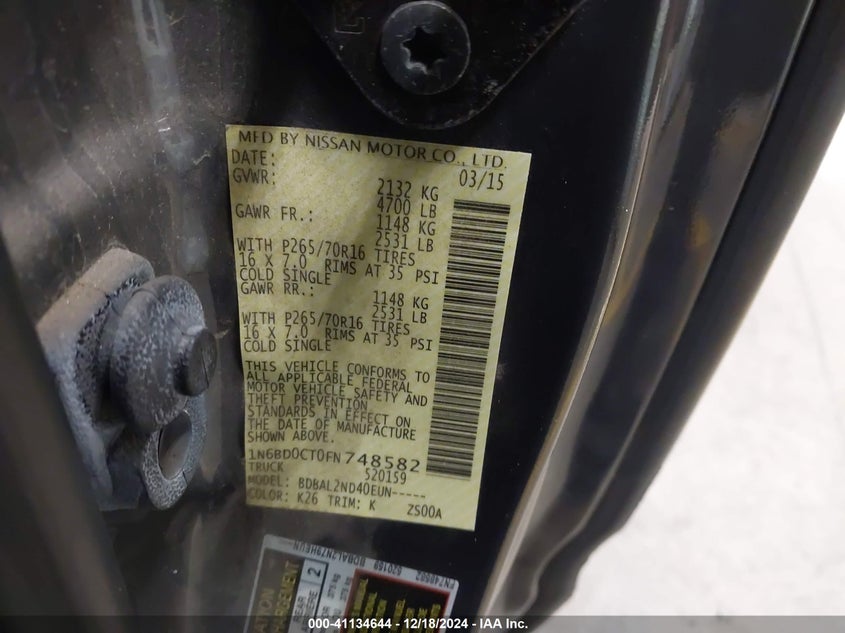 MFD BY NISSAN MOTOR CO., LTD.
DATE: 03/15
GVWR: 2132 KG
4700 LB
GAWR FR.: 1148 KG
2531 LB
WITH P265/70R16 TIRES
16 X 7.0 RIMS AT 35 PSI
COLD SINGLE
GAWR RR.: 1148 KG
2531 LB
WITH P265/70R16 TIRES
16 X 7.0 RIMS AT 35 PSI
COLD SINGLE
THIS VEHICLE CONFORMS TO
ALL APPLICABLE FEDERAL
MOTOR VEHICLE SAFETY AND
THEFT PREVENTION
STANDARDS IN EFFECT ON
THE DATE OF MANUFACTURE
SHOWN ABOVE.
1N6BD0CT0FN748582
TRUCK 520159
MODEL: BDBAL2ND40EUN-----
COLOR: K26 TRIM: K ZS00A
FN748582
520159
REAR
2
000-41134644 - 12/18/2024 - IAA Inc.